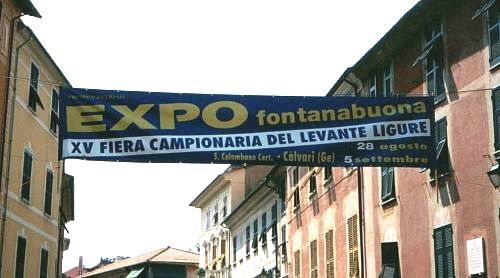 EXPO fontanabuona
XV FIERA CAMPIONARIA DEL LEVANTE LIGURE
28 agosto
S. Colombano Cert. - Calvari (Ge) 5 settembre